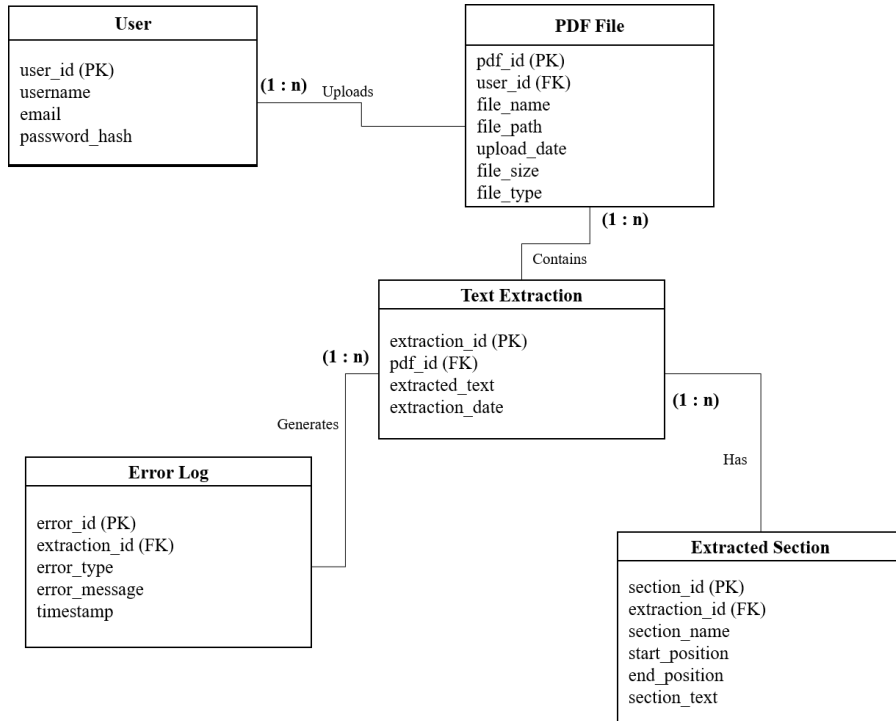 User
user_id (PK)
username
email
password_hash
(1 : n)
Uploads
PDF File
pdf_id (PK)
user_id (FK)
file_name
file_path
upload_date
file_size
file_type
(1 : n)
Contains
Text Extraction
extraction_id (PK)
pdf_id (FK)
extracted_text
extraction_date
(1 : n)
Generates
(1 : n)
Has
Error Log
error_id (PK)
extraction_id (FK)
error_type
error_message
timestamp
Extracted Section
section_id (PK)
extraction_id (FK)
section_name
start_position
end_position
section_text